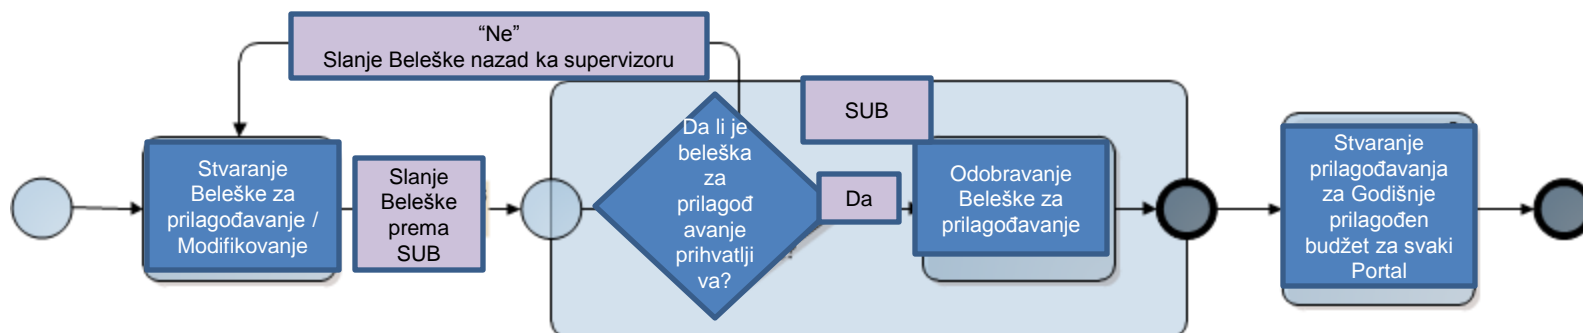 “Ne”
Slanje Beleške nazad ka supervizoru
Stvaranje
Beleške za
prilagođavanje /
Modifikovanje
Slanje
Beleške
prema
SUB
Da li je
beleška
za
prilagođ
avanje
prihvatlji
va?
SUB
Da
Odobravanje
Beleške za
prilagođavanje
Stvaranje
prilagođavanja
za Godišnje
prilagođen
budžet za svaki
Portal